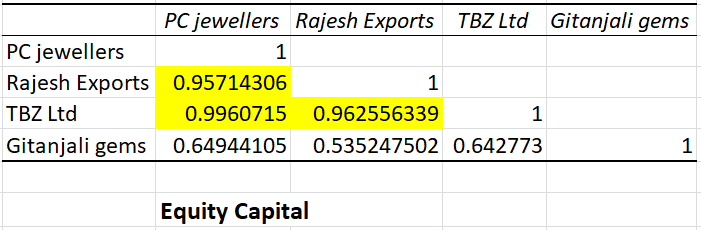 PC jewellers Rajesh Exports TBZ Ltd Gitanjali gems
PC jewellers 1
Rajesh Exports 0.95714306 1
TBZ Ltd 0.9960715 0.962556339 1
Gitanjali gems 0.64944105 0.535247502 0.642773 1
Equity Capital